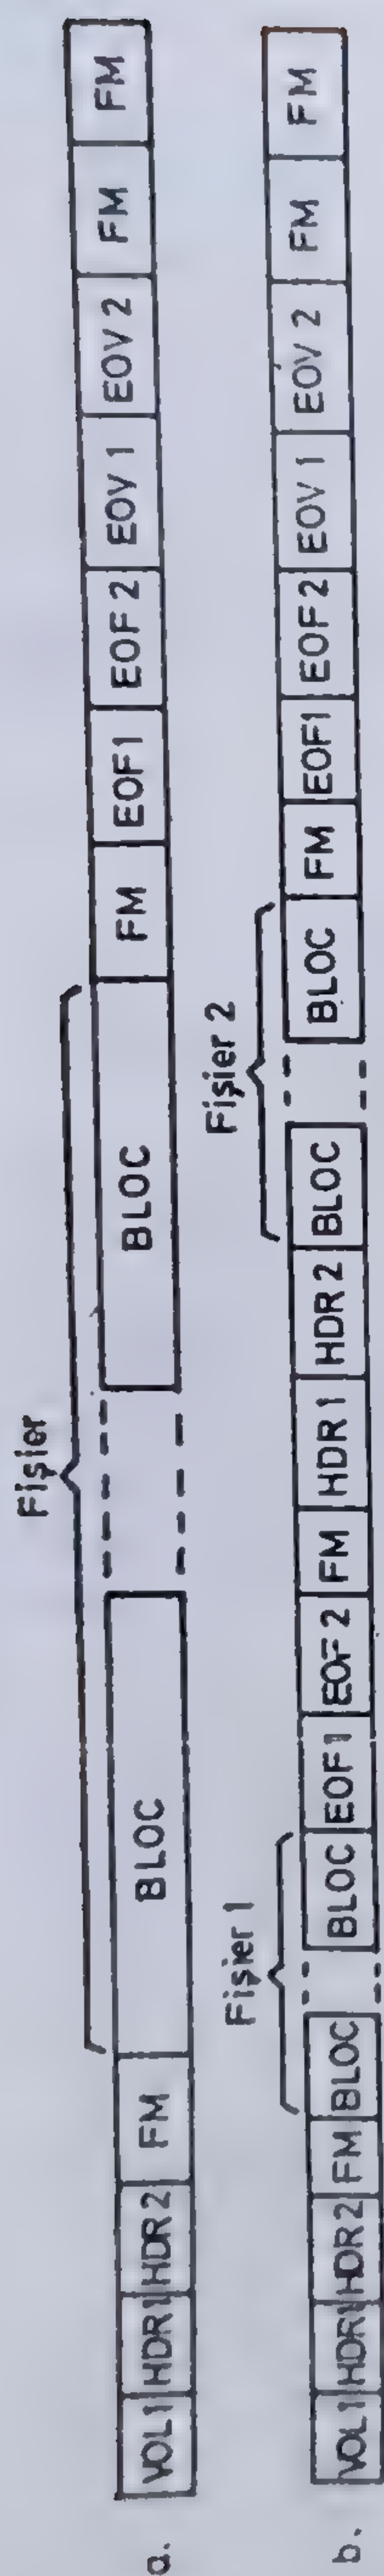 Fişier
a. VOL1 HDR1 HDR2 FM BLOC BLOC FM EOF1 EOF2 EOV1 EOV2 FM FM
Fişier 1 Fişier 2
b. VOL1 HDR1 HDR2 FM BLOC BLOC EOF1 EOF2 FM HDR1 HDR2 BLOC BLOC FM EOF1 EOF2 EOV1 EOV2 FM FM